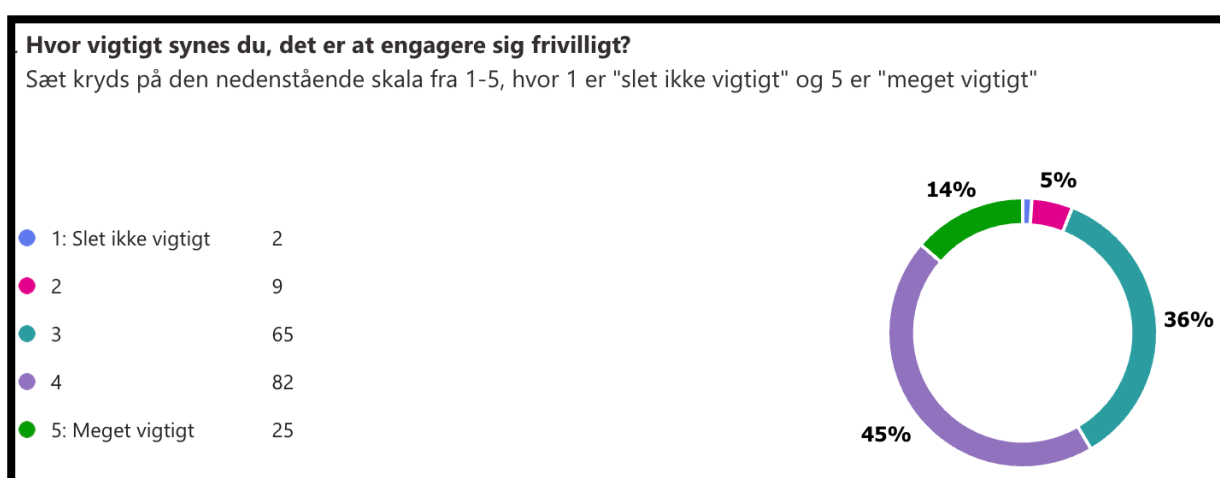 . Hvor vigtigt synes du, det er at engagere sig frivilligt?
Sæt kryds på den nedenstående skala fra 1-5, hvor 1 er "slet ikke vigtigt" og 5 er "meget vigtigt"
1: Slet ikke vigtigt 2
2 9
3 65
4 82
5: Meget vigtigt 25
14%
5%
36%
45%